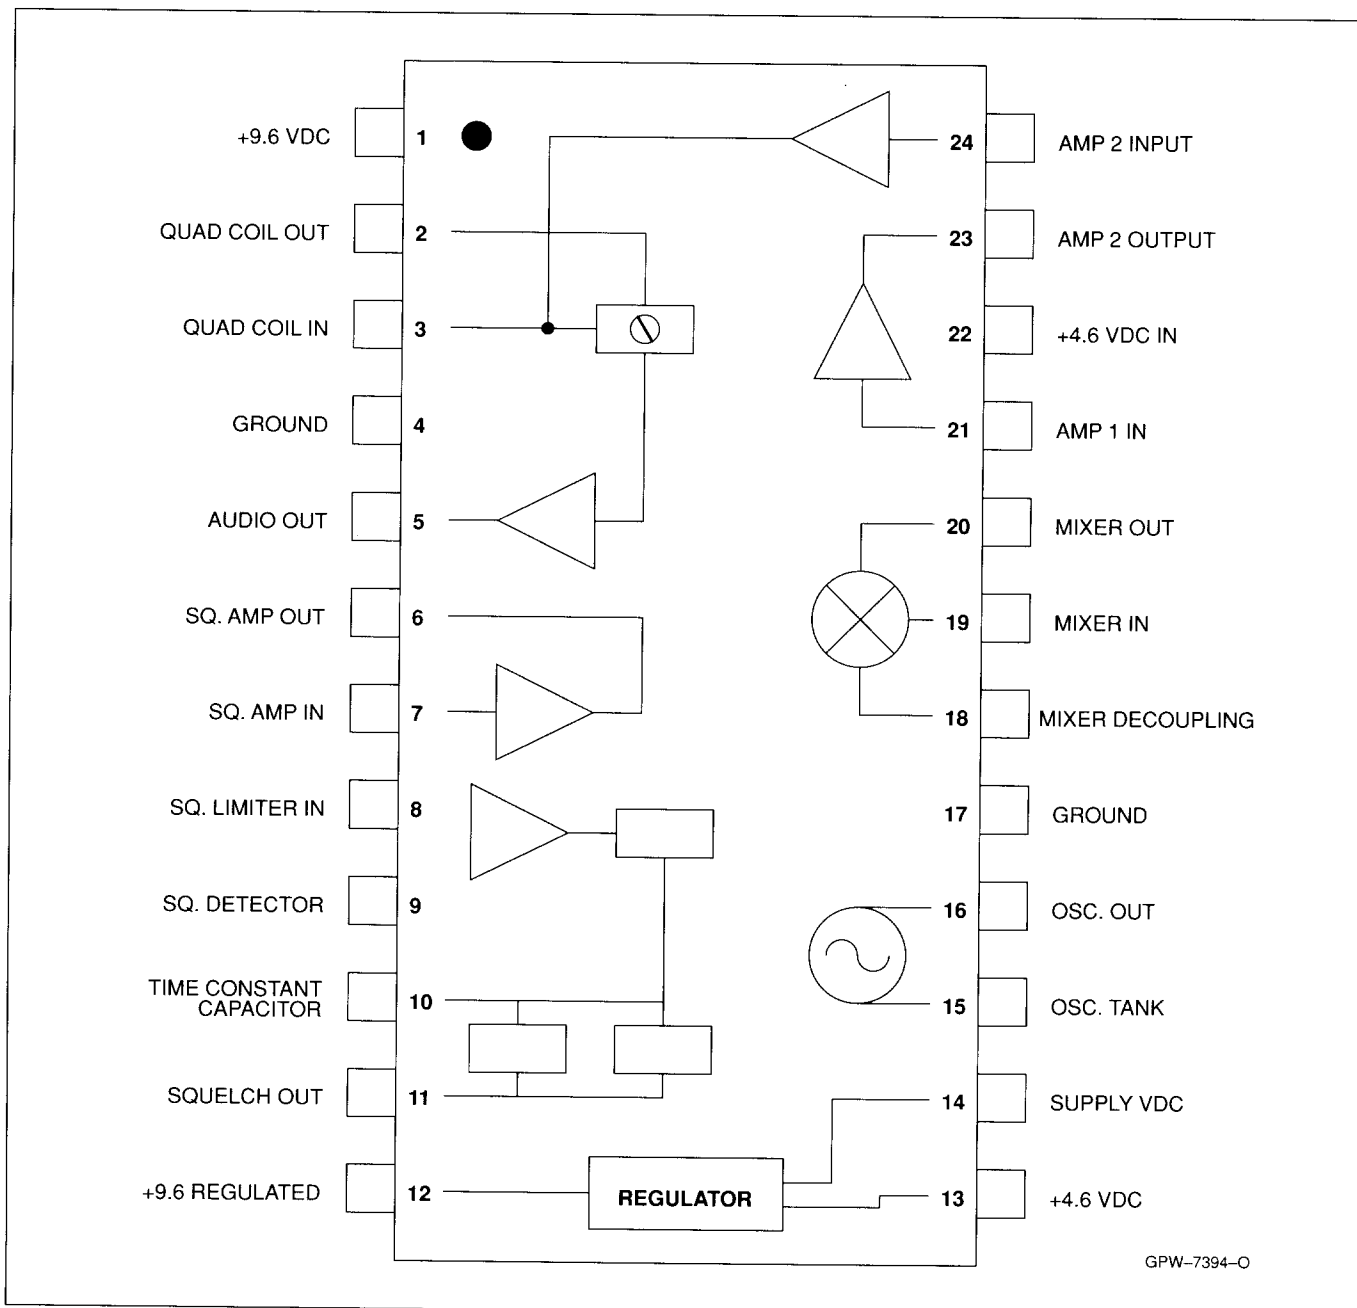 +9.6 VDC 1
QUAD COIL OUT 2
QUAD COIL IN 3
GROUND 4
AUDIO OUT 5
SQ. AMP OUT 6
SQ. AMP IN 7
SQ. LIMITER IN 8
SQ. DETECTOR 9
TIME CONSTANT
CAPACITOR 10
SQUELCH OUT 11
+9.6 REGULATED 12
REGULATOR
24 AMP 2 INPUT
23 AMP 2 OUTPUT
22 +4.6 VDC IN
21 AMP 1 IN
20 MIXER OUT
19 MIXER IN
18 MIXER DECOUPLING
17 GROUND
16 OSC. OUT
15 OSC. TANK
14 SUPPLY VDC
13 +4.6 VDC
GPW–7394–O